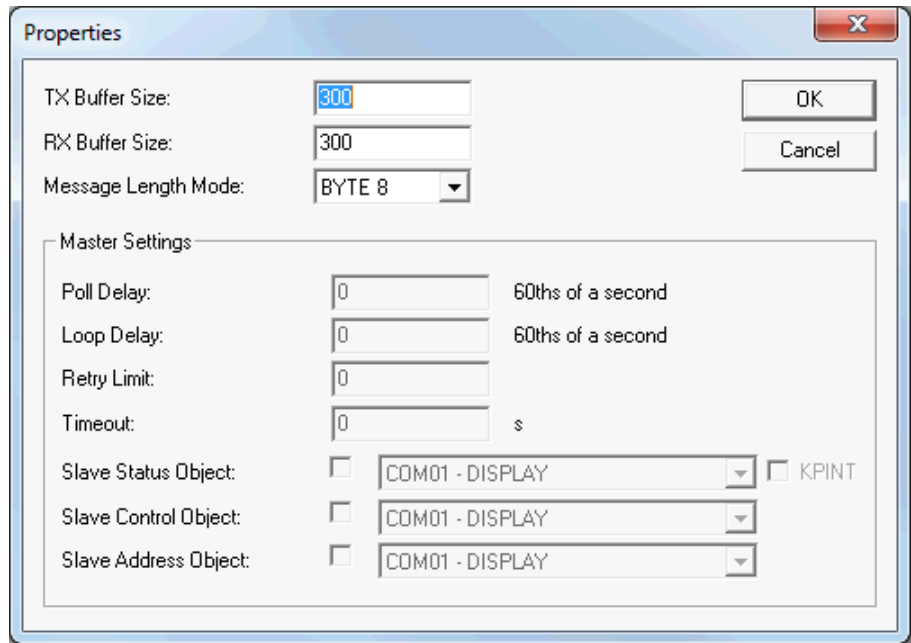 Properties
TX Buffer Size: 300 OK
RX Buffer Size: 300 Cancel
Message Length Mode: BYTE 8
Master Settings
Poll Delay: 0 60ths of a second
Loop Delay: 0 60ths of a second
Retry Limit: 0
Timeout: 0 s
Slave Status Object: COM01 - DISPLAY KPINT
Slave Control Object: COM01 - DISPLAY
Slave Address Object: COM01 - DISPLAY